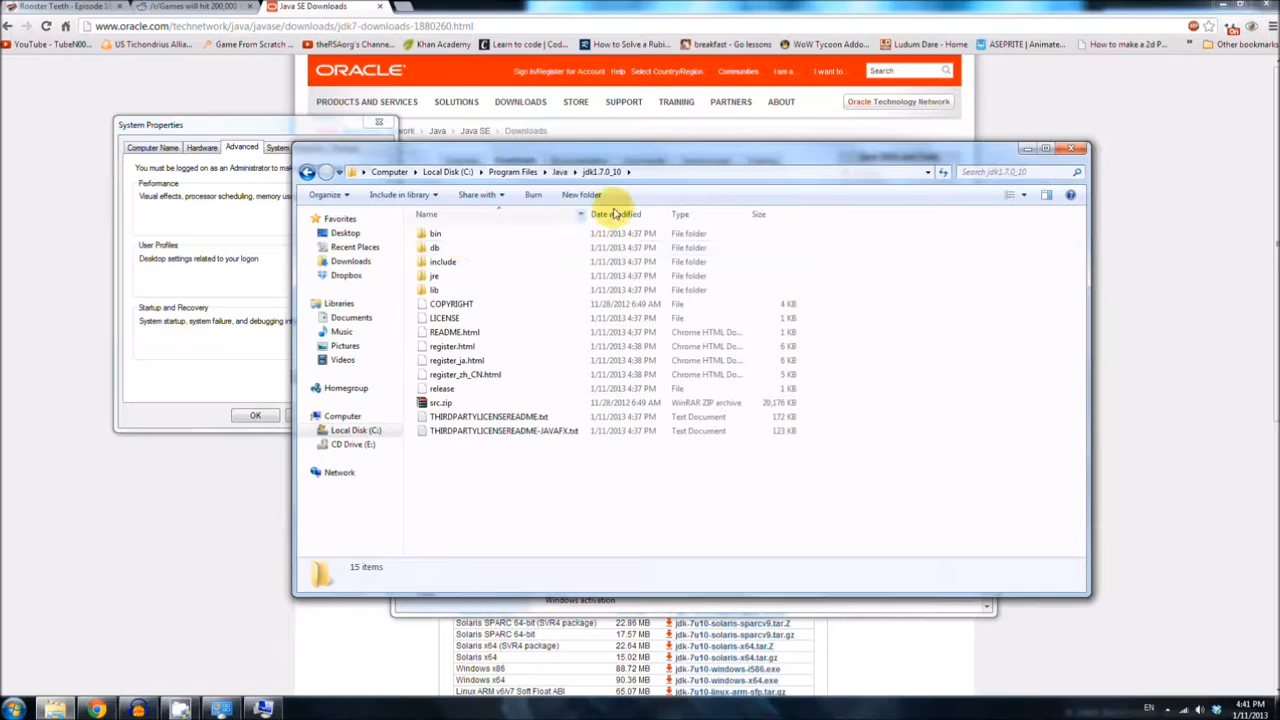 Rooster Teeth - Episode 1
/r/Games will hit 200,000
Java SE Downloads
www.oracle.com/technetwork/java/javase/downloads/jdk7-downloads-1880260.html
YouTube - TubeN00... US Tichondrius Allia... Game From Scratch ... theRSAorg's Channe... Khan Academy Learn to code | Cod... How to Solve a Rubi... breakfast - Go lessons WoW Tycoon Addo... Ludum Dare - Home ASEPRITE | Animate... How to make a 2d P... » Other bookmarks
ORACLE
Sign In/Register for Account Help Select Country/Region Communities I am a... I want to... Search
PRODUCTS AND SERVICES SOLUTIONS DOWNLOADS STORE SUPPORT TRAINING PARTNERS ABOUT Oracle Technology Network
work Java Java SE Downloads
System Properties
Computer Name Hardware Advanced System
You must be logged on as an Administrator to mak
Performance
Visual effects, processor scheduling, memory usa
User Profiles
Desktop settings related to your logon
Startup and Recovery
System startup, system failure, and debugging in
OK
Computer Local Disk (C:) Program Files Java jdk1.7.0_10 Search jdk1.7.0_10
Organize Include in library Share with Burn New folder
Favorites
Desktop
Recent Places
Downloads
Dropbox
Libraries
Documents
Music
Pictures
Videos
Homegroup
Computer
Local Disk (C:)
CD Drive (E:)
Network
Name Date modified Type Size
bin 1/11/2013 4:37 PM File folder
db 1/11/2013 4:37 PM File folder
include 1/11/2013 4:37 PM File folder
jre 1/11/2013 4:37 PM File folder
lib 1/11/2013 4:37 PM File folder
COPYRIGHT 11/28/2012 6:49 AM File 4 KB
LICENSE 1/11/2013 4:37 PM File 1 KB
README.html 1/11/2013 4:37 PM Chrome HTML Do... 1 KB
register.html 1/11/2013 4:38 PM Chrome HTML Do... 6 KB
register_ja.html 1/11/2013 4:38 PM Chrome HTML Do... 6 KB
register_zh_CN.html 1/11/2013 4:38 PM Chrome HTML Do... 5 KB
release 1/11/2013 4:37 PM File 1 KB
src.zip 11/28/2012 6:49 AM WinRAR ZIP archive 20,176 KB
THIRDPARTYLICENSEREADME.txt 1/11/2013 4:37 PM Text Document 172 KB
THIRDPARTYLICENSEREADME-JAVAFX.txt 1/11/2013 4:37 PM Text Document 123 KB
15 items
Windows activation
Solaris SPARC 64-bit (SVR4 package) 22.86 MB jdk-7u10-solaris-sparcv9.tar.Z
Solaris SPARC 64-bit 17.57 MB jdk-7u10-solaris-sparcv9.tar.gz
Solaris x64 (SVR4 package) 22.64 MB jdk-7u10-solaris-x64.tar.Z
Solaris x64 15.02 MB jdk-7u10-solaris-x64.tar.gz
Windows x86 88.72 MB jdk-7u10-windows-i586.exe
Windows x64 90.36 MB jdk-7u10-windows-x64.exe
Linux ARM v6/v7 Soft Float ABI 65.07 MB jdk-7u10-linux-arm-sfp.tar.gz
EN 4:41 PM
1/11/2013